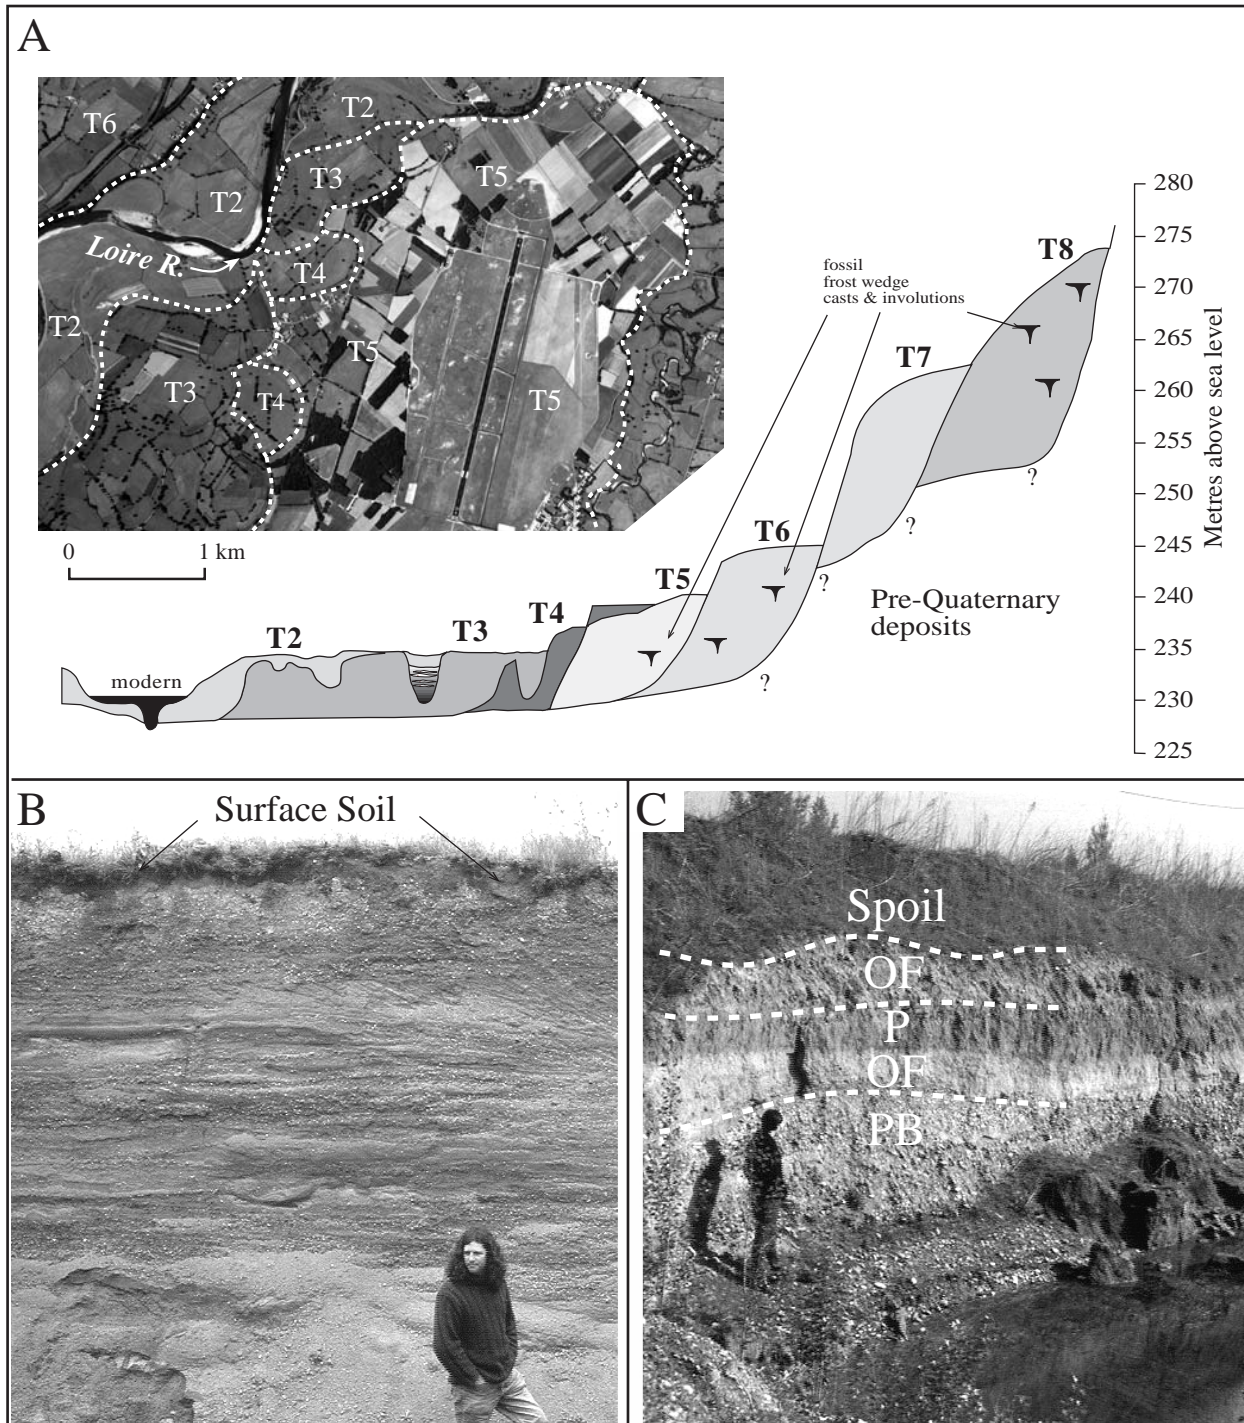 A
T6
T2
T2
T3
T5
Loire R.
T4
T2
T5
T3
T4
T5
0 1 km
fossil
frost wedge
casts & involutions
T8
T7
T6
T5
T4
T3
T2
modern
?
?
?
?
Pre-Quaternary
deposits
280
275
270
265
260
255
250
245
240
235
230
225
Metres above sea level
B
Surface Soil
C
Spoil
OF
P
OF
PB